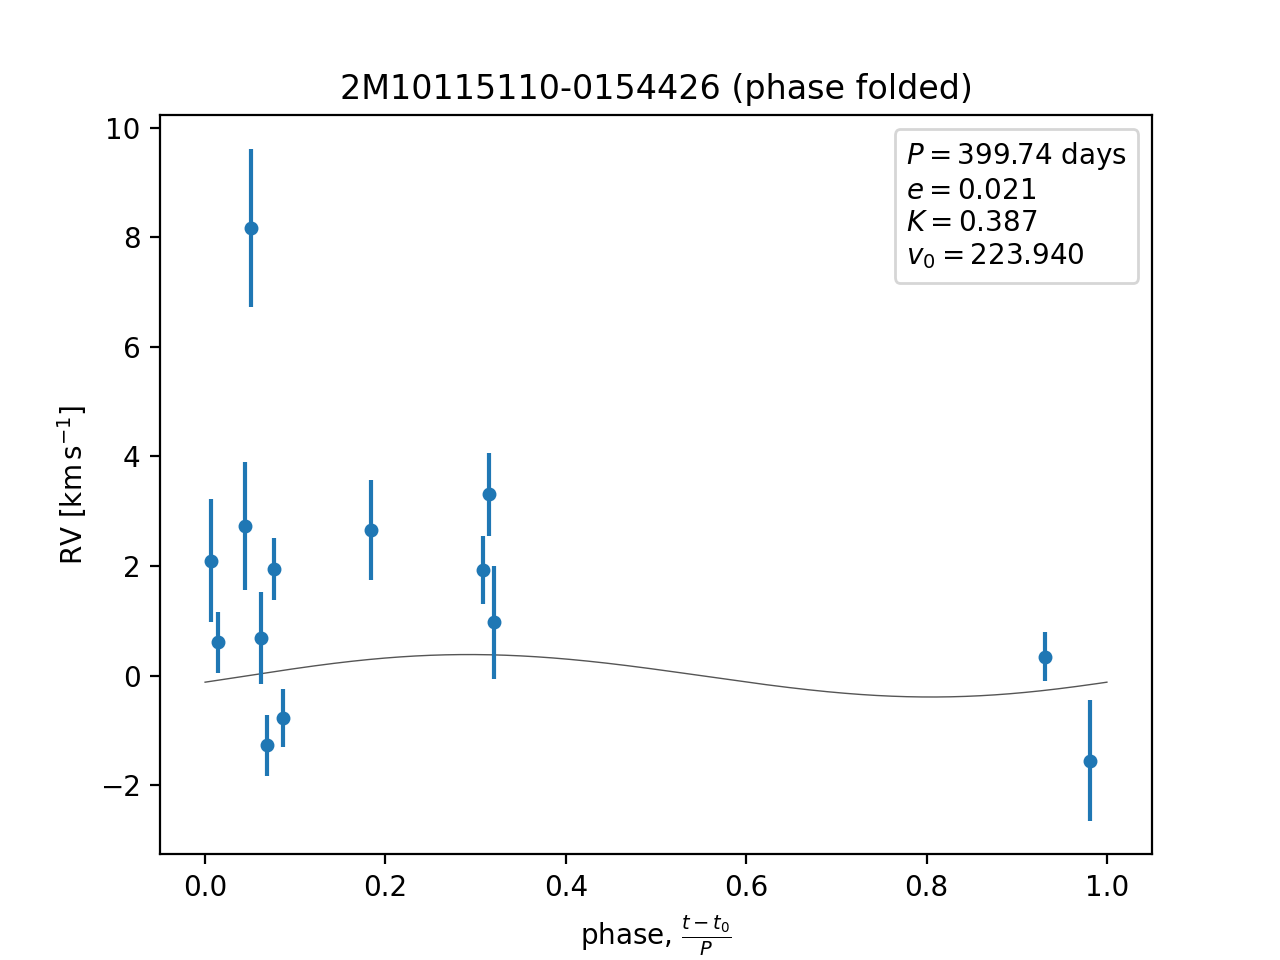 2M10115110-0154426 (phase folded)
P = 399.74 days
e = 0.021
K = 0.387
v₀ = 223.940
10
8
6
4
2
0
−2
RV [km s⁻¹]
0.0 0.2 0.4 0.6 0.8 1.0
phase, (t − t₀)/P